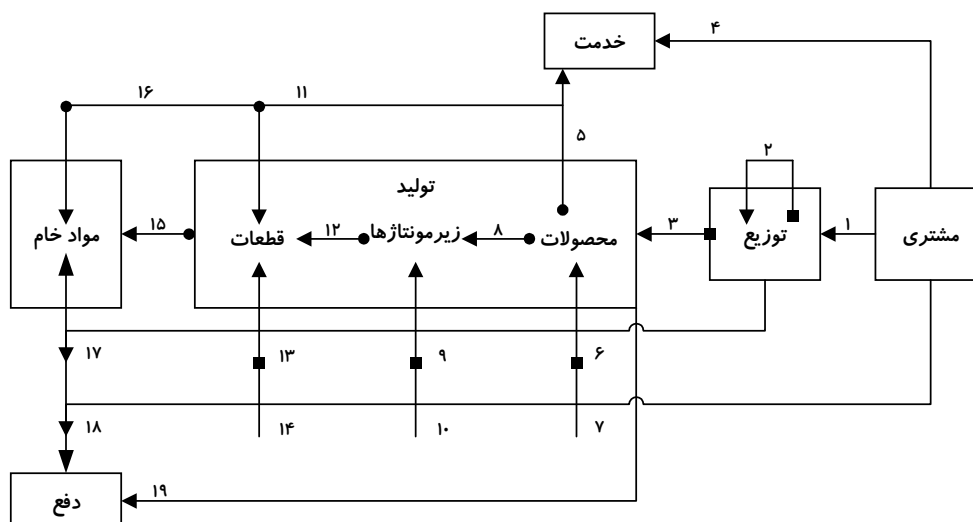 ۴
خدمت
۱۶
۱۱
۵
۲
تولید
مشتری
۱
توزیع
۳
محصولات
۸
زیرمونتاژها
۱۲
قطعات
۱۵
مواد خام
۶
۹
۱۳
۱۷
۷
۱۰
۱۴
۱۸
۱۹
دفع